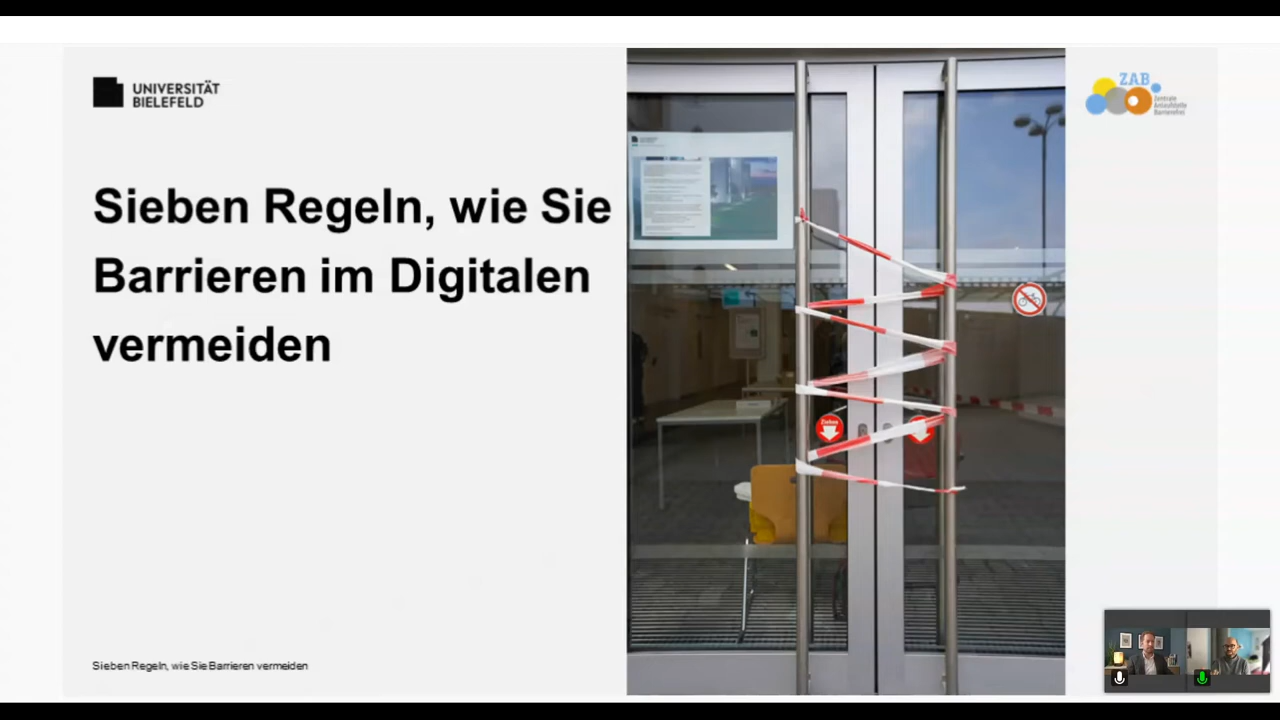 UNIVERSITÄT
BIELEFELD
ZAB
Zentrale
Anlaufstelle
Barrierefrei
Sieben Regeln, wie Sie
Barrieren im Digitalen
vermeiden
Ziehen
Sieben Regeln, wie Sie Barrieren vermeiden